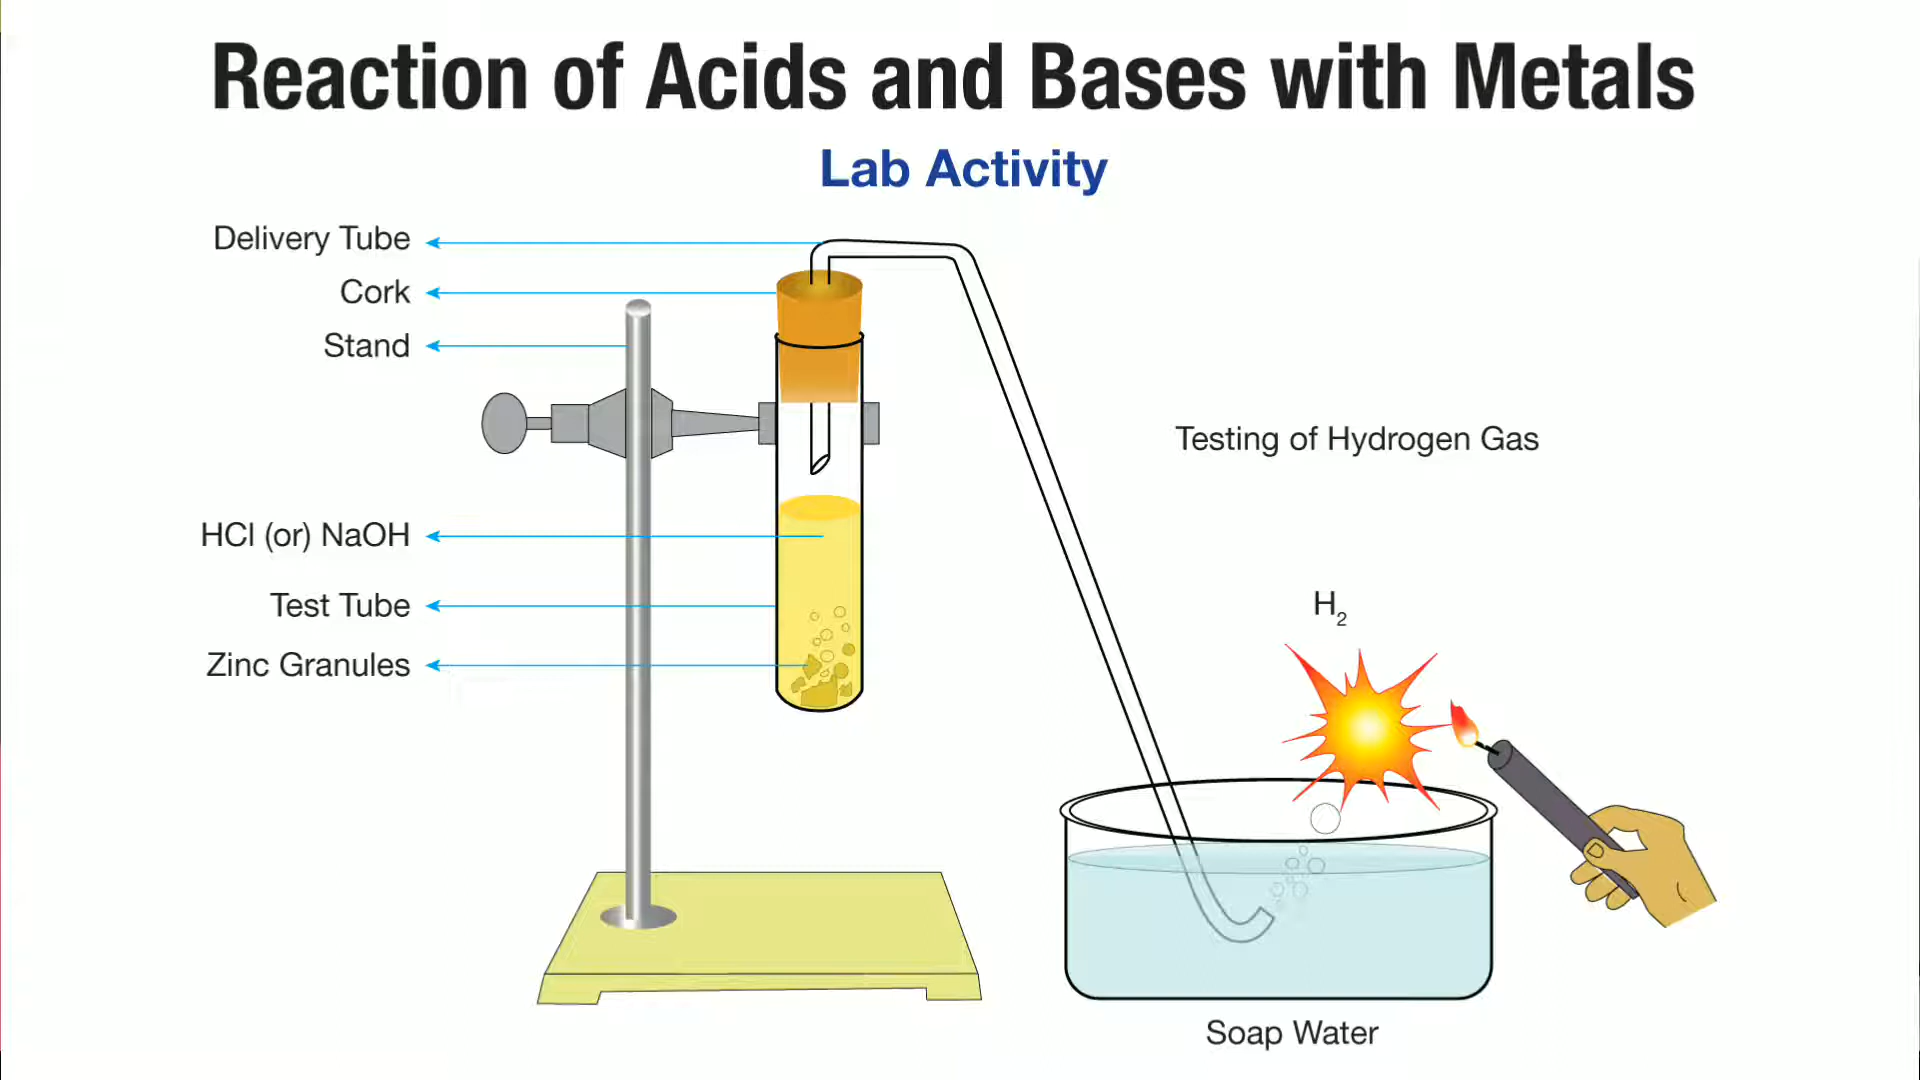 Reaction of Acids and Bases with Metals
Lab Activity
Delivery Tube
Cork
Stand
Testing of Hydrogen Gas
HCl (or) NaOH
Test Tube
H₂
Zinc Granules
Soap Water